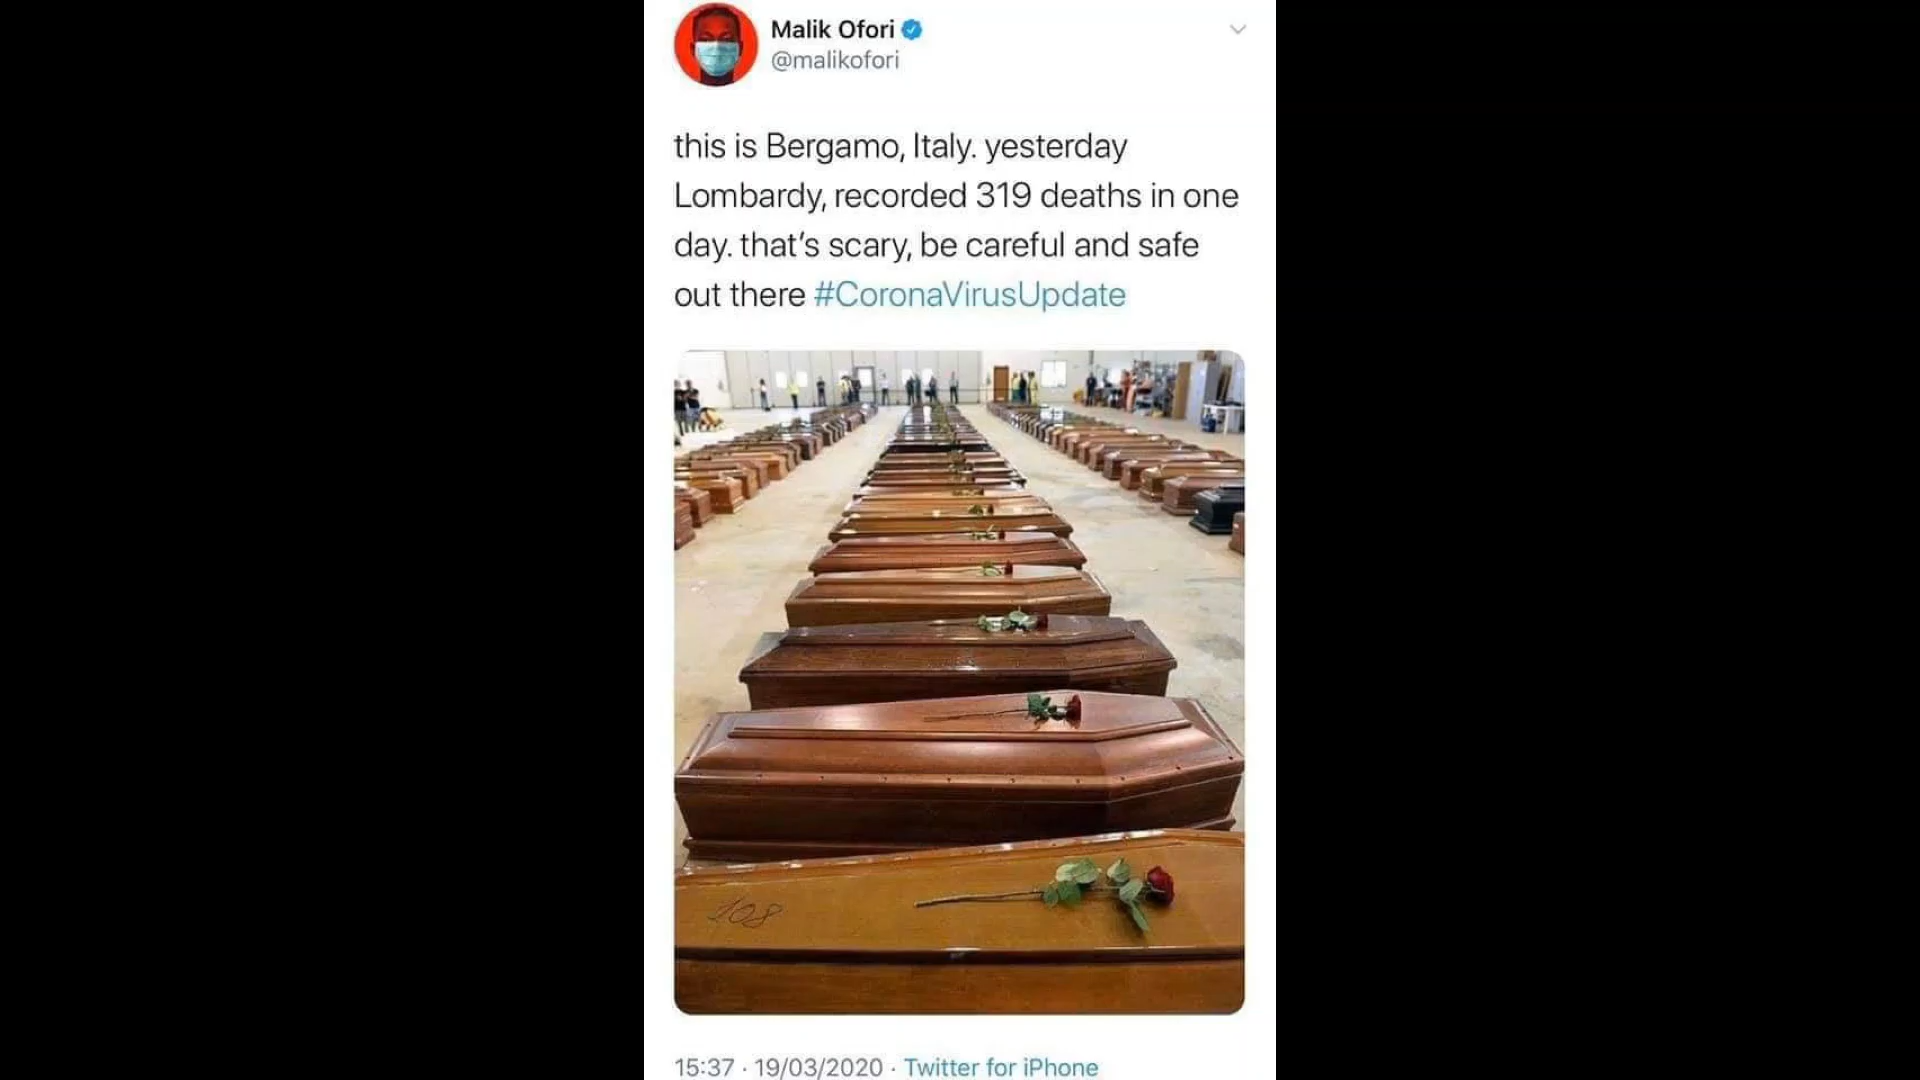 Malik Ofori
@malikofori
this is Bergamo, Italy. yesterday
Lombardy, recorded 319 deaths in one
day. that's scary, be careful and safe
out there #CoronaVirusUpdate
108
15:37 · 19/03/2020 · Twitter for iPhone